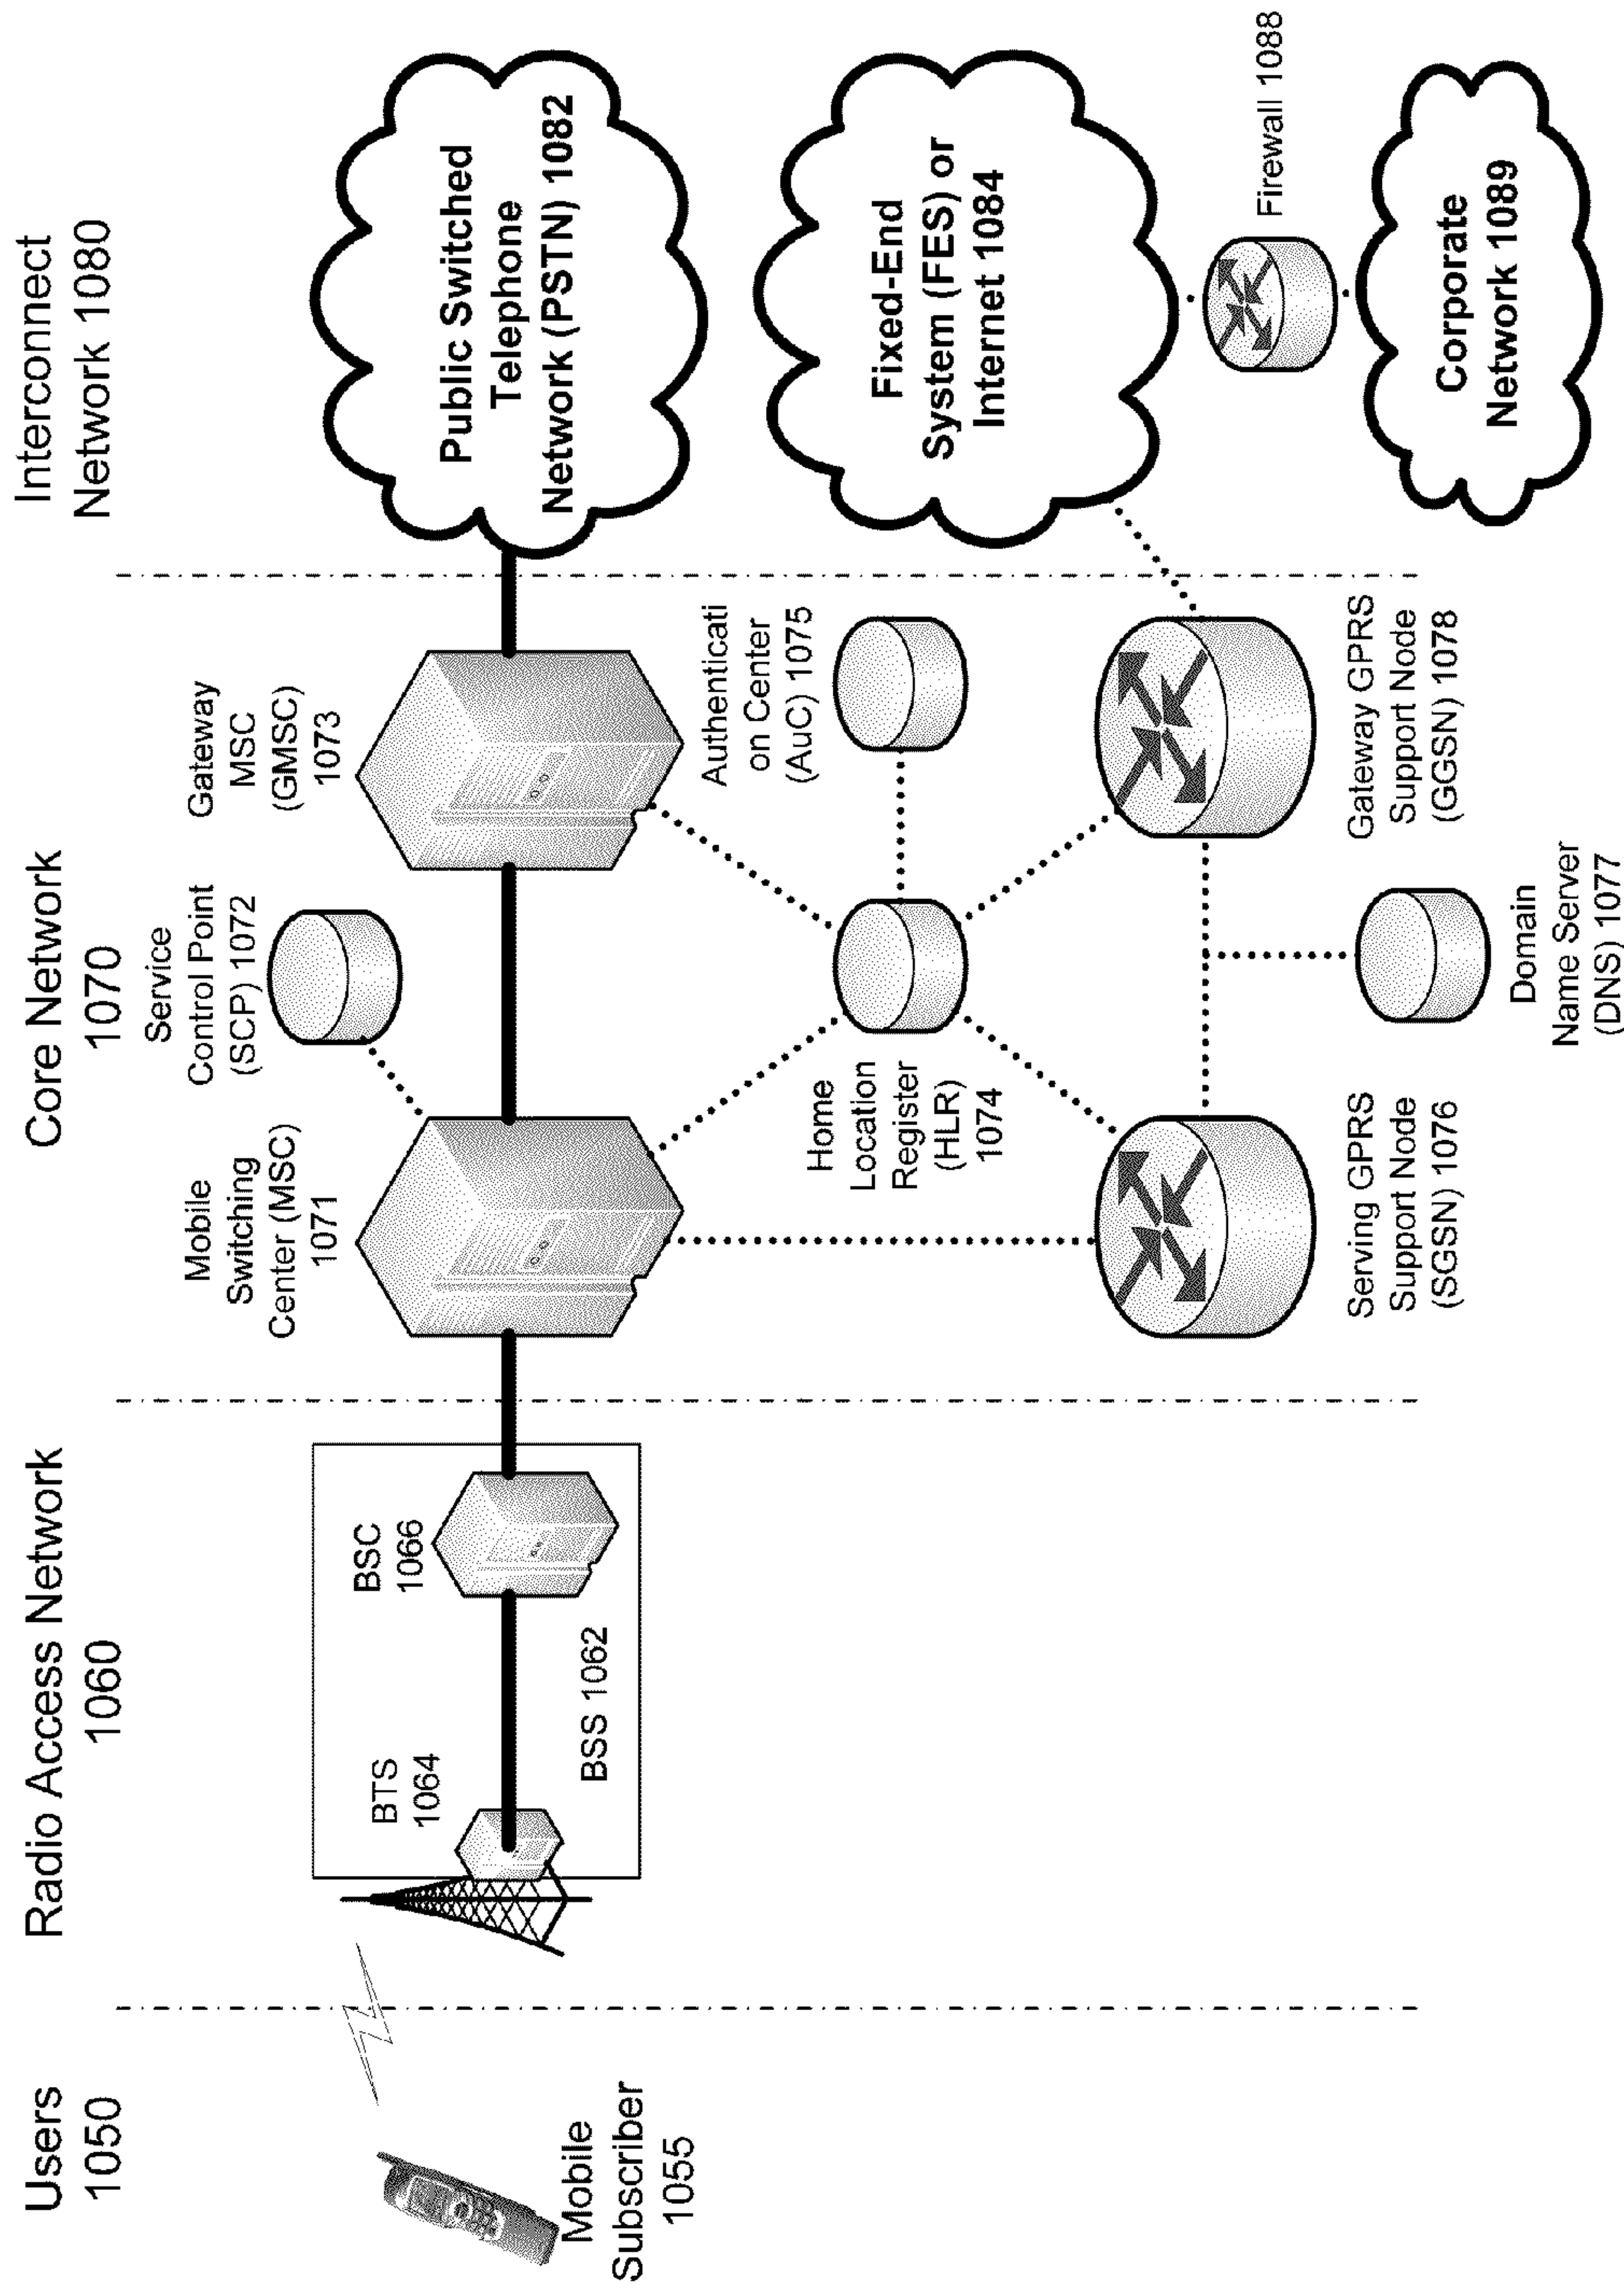 Users
1050
Radio Access Network
1060
Core Network
1070
Interconnect
Network 1080
Mobile
Subscriber
1055
BTS
1064
BSC
1066
BSS 1062
Mobile
Switching
Center (MSC)
1071
Service
Control Point
(SCP) 1072
Gateway
MSC
(GMSC)
1073
Public Switched
Telephone
Network (PSTN) 1082
Home
Location
Register
(HLR)
1074
Authenticati
on Center
(AuC) 1075
Fixed-End
System (FES) or
Internet 1084
Serving GPRS
Support Node
(SGSN) 1076
Domain
Name Server
(DNS) 1077
Gateway GPRS
Support Node
(GGSN) 1078
Firewall 1088
Corporate
Network 1089